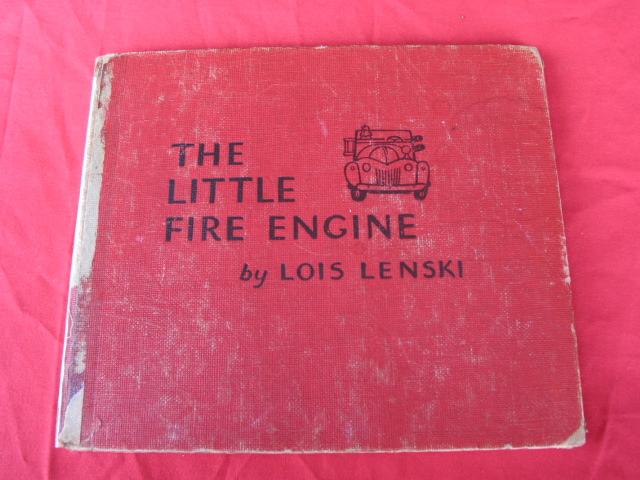 THE
LITTLE
FIRE ENGINE
by LOIS LENSKI